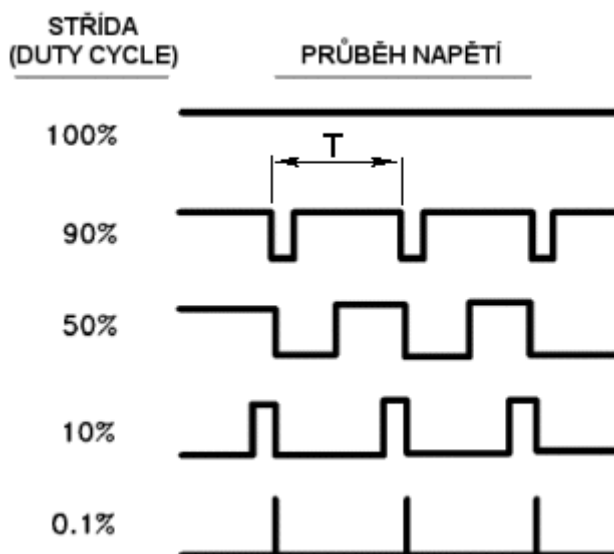 STŘÍDA
(DUTY CYCLE)
PRŮBĚH NAPĚTÍ
100%
T
90%
50%
10%
0.1%